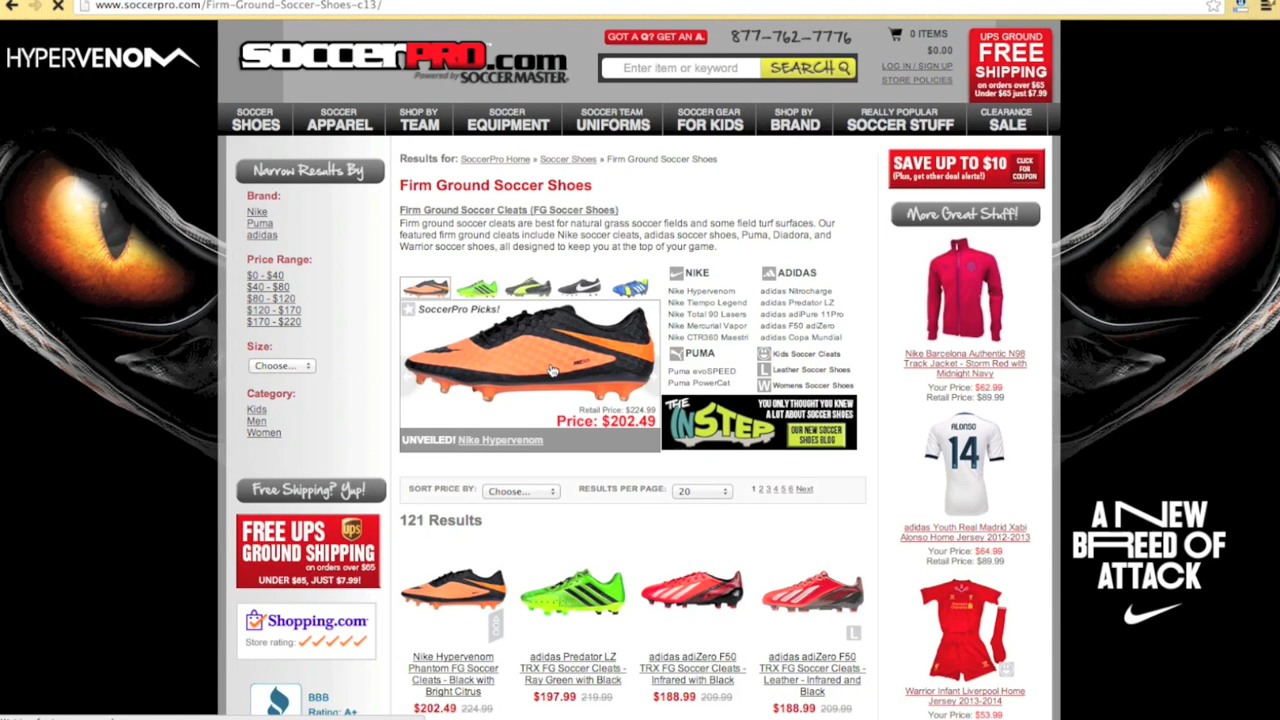 www.soccerpro.com/Firm-Ground-Soccer-Shoes-c13/
HYPERVENOM
SOCCERPRO.COM
Powered by SOCCERMASTER
GOT A Q? GET AN A.
877-762-7776
Enter item or keyword
SEARCH
0 ITEMS
$0.00
LOG IN / SIGN UP
STORE POLICIES
UPS GROUND
FREE
SHIPPING
on orders over $65
Under $65 just $7.99
SOCCER
SHOES
SOCCER
APPAREL
SHOP BY
TEAM
SOCCER
EQUIPMENT
SOCCER TEAM
UNIFORMS
SOCCER GEAR
FOR KIDS
SHOP BY
BRAND
REALLY POPULAR
SOCCER STUFF
CLEARANCE
SALE
Narrow Results By
Brand:
Nike
Puma
adidas
Price Range:
$0 - $40
$40 - $80
$80 - $120
$120 - $170
$170 - $220
Size:
Choose...
Category:
Kids
Men
Women
Free Shipping? Yup!
FREE UPS
ups
GROUND SHIPPING
on orders over $65
UNDER $65, JUST $7.99!
Shopping.com
Store rating:
BBB
Rating: A+
Results for: SoccerPro Home » Soccer Shoes » Firm Ground Soccer Shoes
Firm Ground Soccer Shoes
Firm Ground Soccer Cleats (FG Soccer Shoes)
Firm ground soccer cleats are best for natural grass soccer fields and some field turf surfaces. Our
featured firm ground cleats include Nike soccer cleats, adidas soccer shoes, Puma, Diadora, and
Warrior soccer shoes, all designed to keep you at the top of your game.
SoccerPro Picks!
Retail Price: $224.99
Price: $202.49
UNVEILED! Nike Hypervenom
NIKE
Nike Hypervenom
Nike Tiempo Legend
Nike Total 90 Lasers
Nike Mercurial Vapor
Nike CTR360 Maestri
PUMA
Puma evoSPEED
Puma PowerCat
ADIDAS
adidas Nitrocharge
adidas Predator LZ
adidas adiPure 11Pro
adidas F50 adiZero
adidas Copa Mundial
Kids Soccer Cleats
L Leather Soccer Shoes
W Womens Soccer Shoes
THE INSTEP
YOU ONLY THOUGHT YOU KNEW
A LOT ABOUT SOCCER SHOES
OUR NEW SOCCER
SHOES BLOG
SORT PRICE BY: Choose... RESULTS PER PAGE: 20 1 2 3 4 5 6 Next
121 Results
400
Nike Hypervenom
Phantom FG Soccer
Cleats - Black with
Bright Citrus
$202.49 224.99
adidas Predator LZ
TRX FG Soccer Cleats -
Ray Green with Black
$197.99 219.99
adidas adiZero F50
TRX FG Soccer Cleats -
Infrared with Black
$188.99 209.99
L
adidas adiZero F50
TRX FG Soccer Cleats -
Leather - Infrared and
Black
$188.99 209.99
SAVE UP TO $10
(Plus, get other deal alerts!)
CLICK
FOR
COUPON
More Great Stuff!
Nike Barcelona Authentic N98
Track Jacket - Storm Red with
Midnight Navy
Your Price: $62.99
Retail Price: $89.99
ALONSO
14
adidas Youth Real Madrid Xabi
Alonso Home Jersey 2012-2013
Your Price: $64.99
Retail Price: $89.99
Warrior Infant Liverpool Home
Jersey 2013-2014
Your Price: $53.99
A NEW
BREED OF
ATTACK